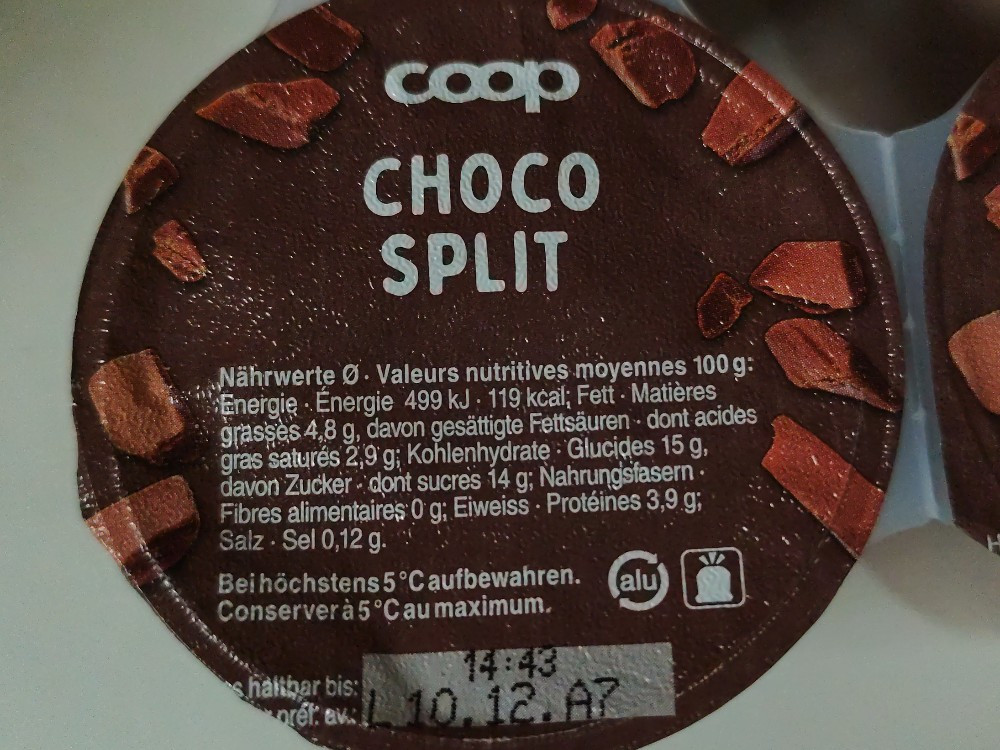 coop
CHOCO
SPLIT
Nährwerte Ø · Valeurs nutritives moyennes 100 g:
Energie · Énergie 499 kJ · 119 kcal; Fett · Matières
grasses 4,8 g, davon gesättigte Fettsäuren · dont acides
gras saturés 2,9 g; Kohlenhydrate · Glucides 15 g,
davon Zucker · dont sucres 14 g; Nahrungsfasern ·
Fibres alimentaires 0 g; Eiweiss · Protéines 3,9 g;
Salz · Sel 0,12 g.
Bei höchstens 5 °C aufbewahren.
Conserver à 5 °C au maximum.
alu
14:43
haltbar bis:
préf. av.: L 10.12. A7